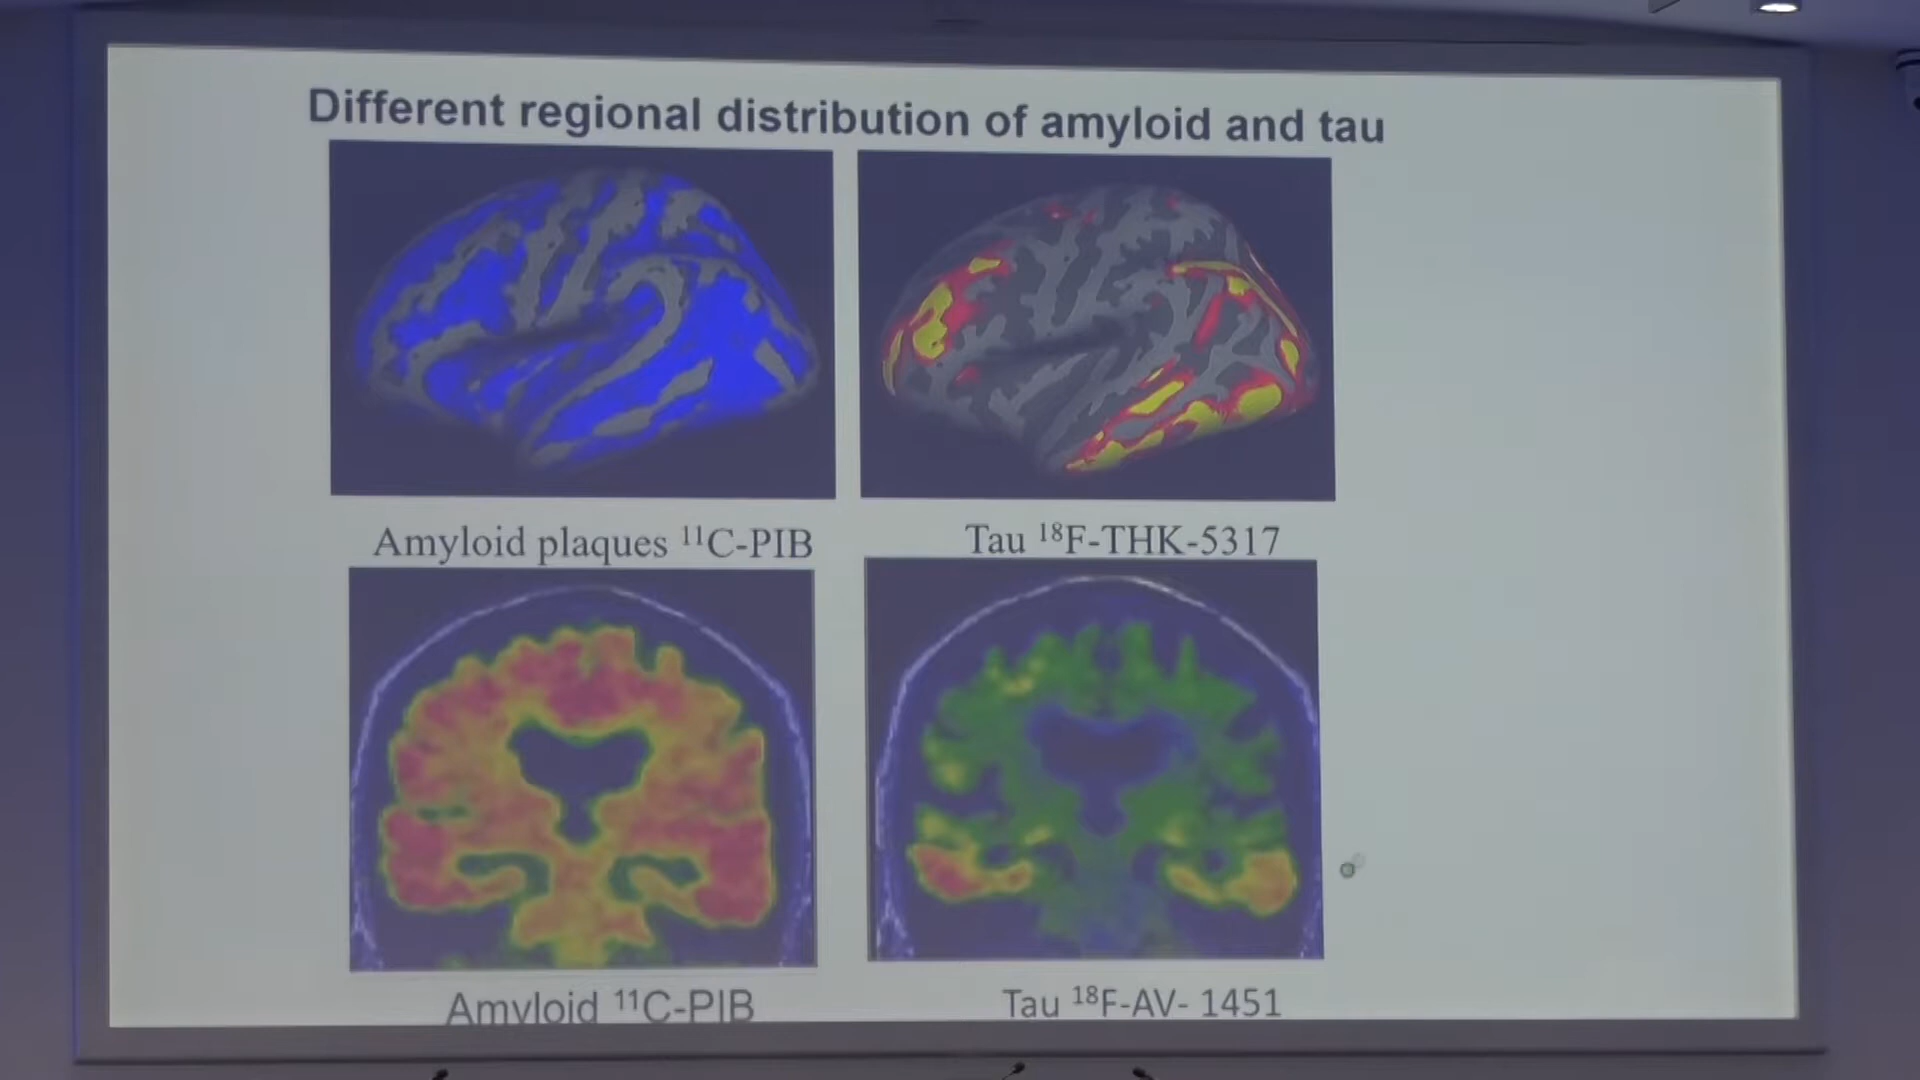 Different regional distribution of amyloid and tau
Amyloid plaques ¹¹C-PIB
Tau ¹⁸F-THK-5317
Amyloid ¹¹C-PIB
Tau ¹⁸F-AV- 1451